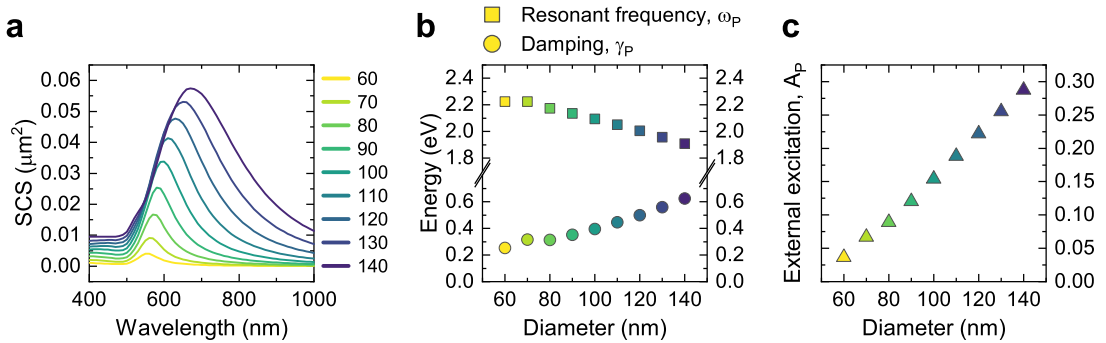 a
SCS (μm²)
0.06
0.05
0.04
0.03
0.02
0.01
0.00
400 600 800 1000
Wavelength (nm)
60
70
80
90
100
110
120
130
140
b
Resonant frequency, ωP
Damping, γP
Energy (eV)
2.4
2.2
2.0
1.8
0.6
0.4
0.2
0.0
2.4
2.2
2.0
1.8
0.6
0.4
0.2
0.0
60 80 100 120 140
Diameter (nm)
c
External excitation, AP
0.30
0.25
0.20
0.15
0.10
0.05
0.00
60 80 100 120 140
Diameter (nm)